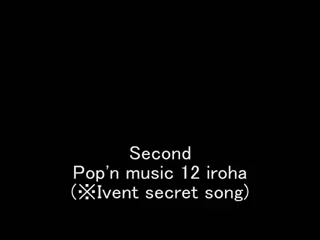 Second
Pop'n music 12 iroha
(※Ivent secret song)